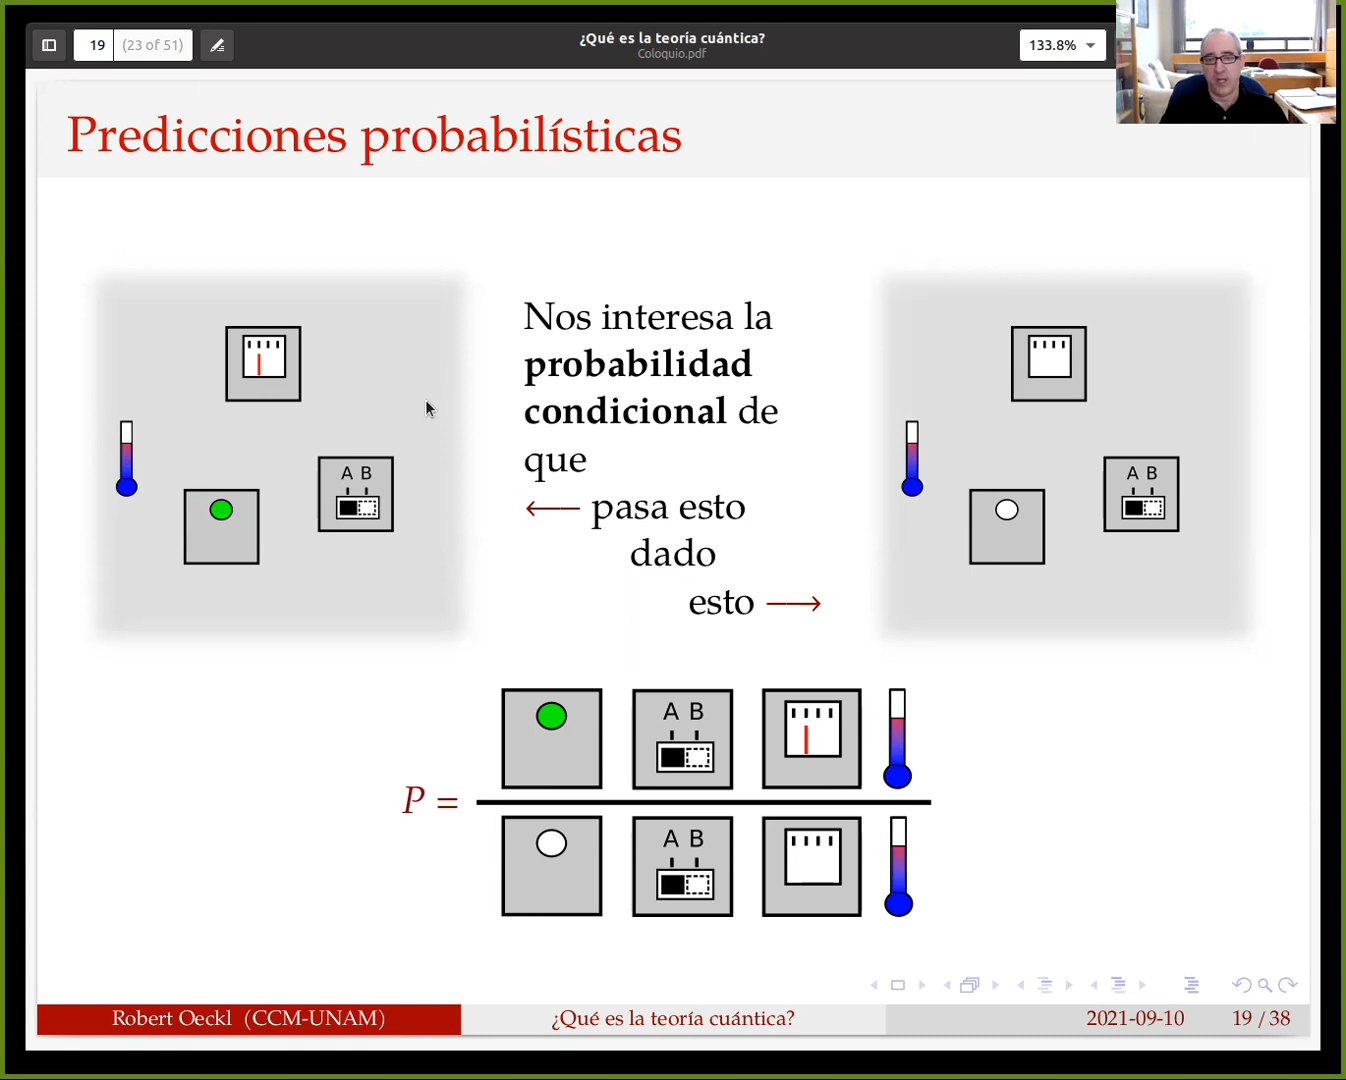 19 (23 of 51)
¿Qué es la teoría cuántica?
Coloquio.pdf
133.8%
Predicciones probabilísticas
Nos interesa la
probabilidad
condicional de
que
⟵ pasa esto
dado
esto ⟶
A B
A B
P =
A B
A B
Robert Oeckl (CCM-UNAM)
¿Qué es la teoría cuántica?
2021-09-10
19 / 38